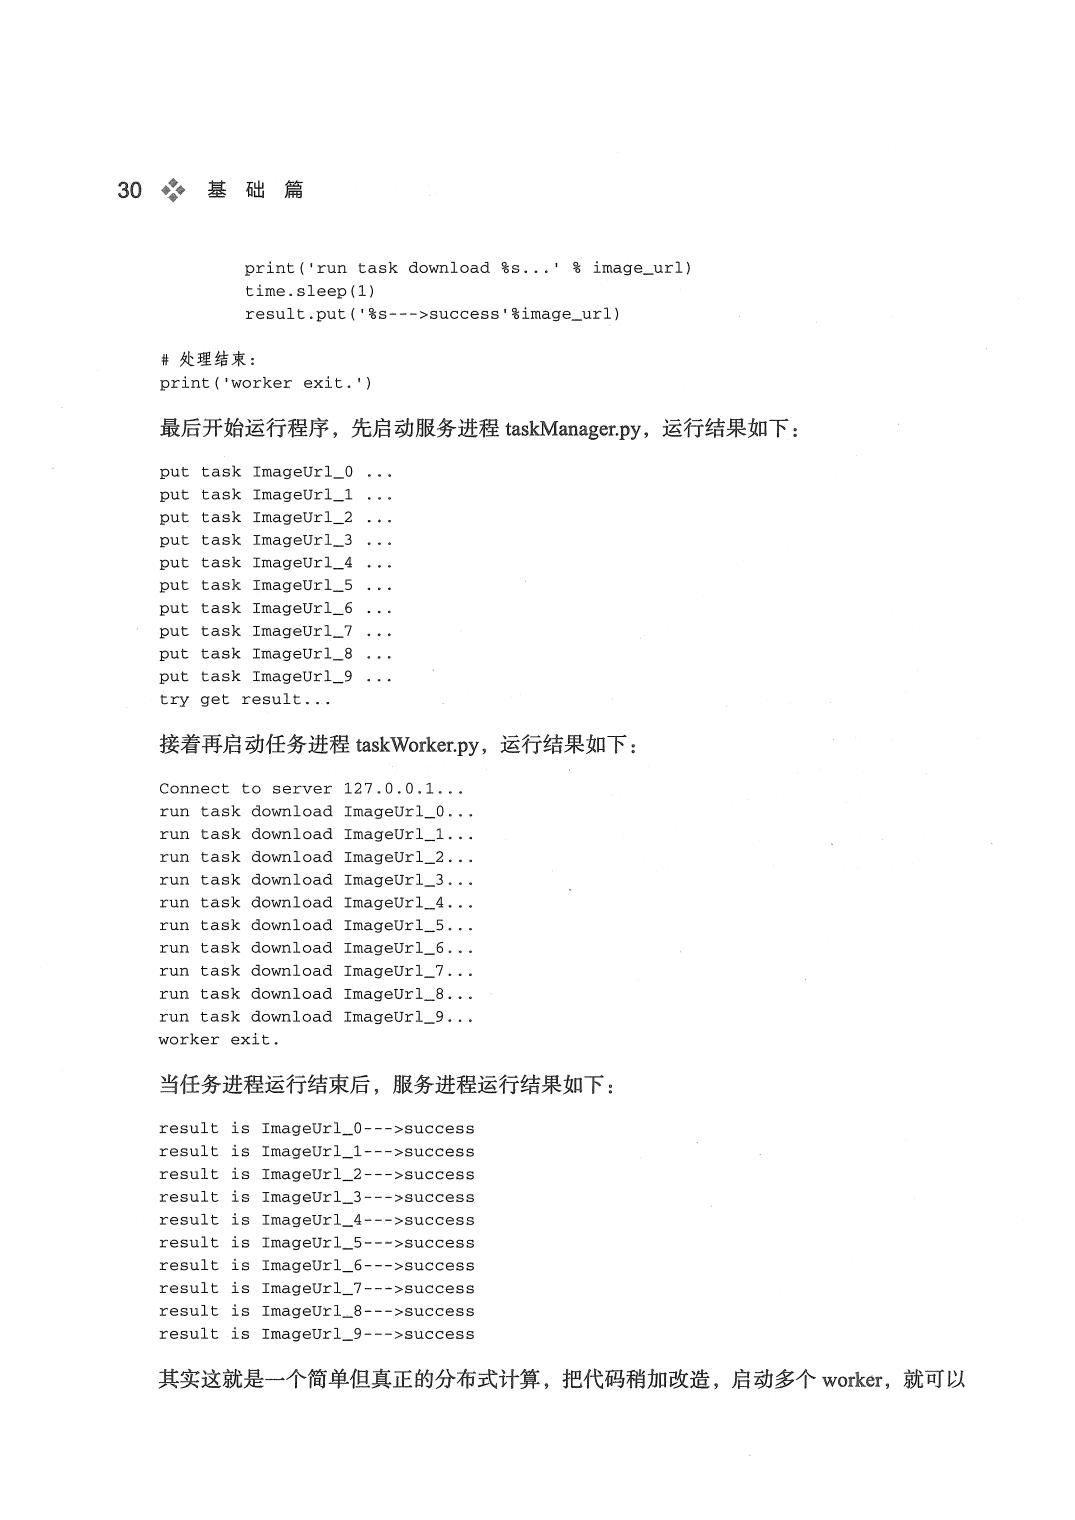 30 基 础 篇
print('run task download %s...' % image_url)
time.sleep(1)
result.put('%s--->success'%image_url)
# 处理结束：
print('worker exit.')
最后开始运行程序，先启动服务进程 taskManager.py，运行结果如下：
put task ImageUrl_0 ...
put task ImageUrl_1 ...
put task ImageUrl_2 ...
put task ImageUrl_3 ...
put task ImageUrl_4 ...
put task ImageUrl_5 ...
put task ImageUrl_6 ...
put task ImageUrl_7 ...
put task ImageUrl_8 ...
put task ImageUrl_9 ...
try get result...
接着再启动任务进程 taskWorker.py，运行结果如下：
Connect to server 127.0.0.1...
run task download ImageUrl_0...
run task download ImageUrl_1...
run task download ImageUrl_2...
run task download ImageUrl_3...
run task download ImageUrl_4...
run task download ImageUrl_5...
run task download ImageUrl_6...
run task download ImageUrl_7...
run task download ImageUrl_8...
run task download ImageUrl_9...
worker exit.
当任务进程运行结束后，服务进程运行结果如下：
result is ImageUrl_0--->success
result is ImageUrl_1--->success
result is ImageUrl_2--->success
result is ImageUrl_3--->success
result is ImageUrl_4--->success
result is ImageUrl_5--->success
result is ImageUrl_6--->success
result is ImageUrl_7--->success
result is ImageUrl_8--->success
result is ImageUrl_9--->success
其实这就是一个简单但真正的分布式计算，把代码稍加改造，启动多个 worker，就可以